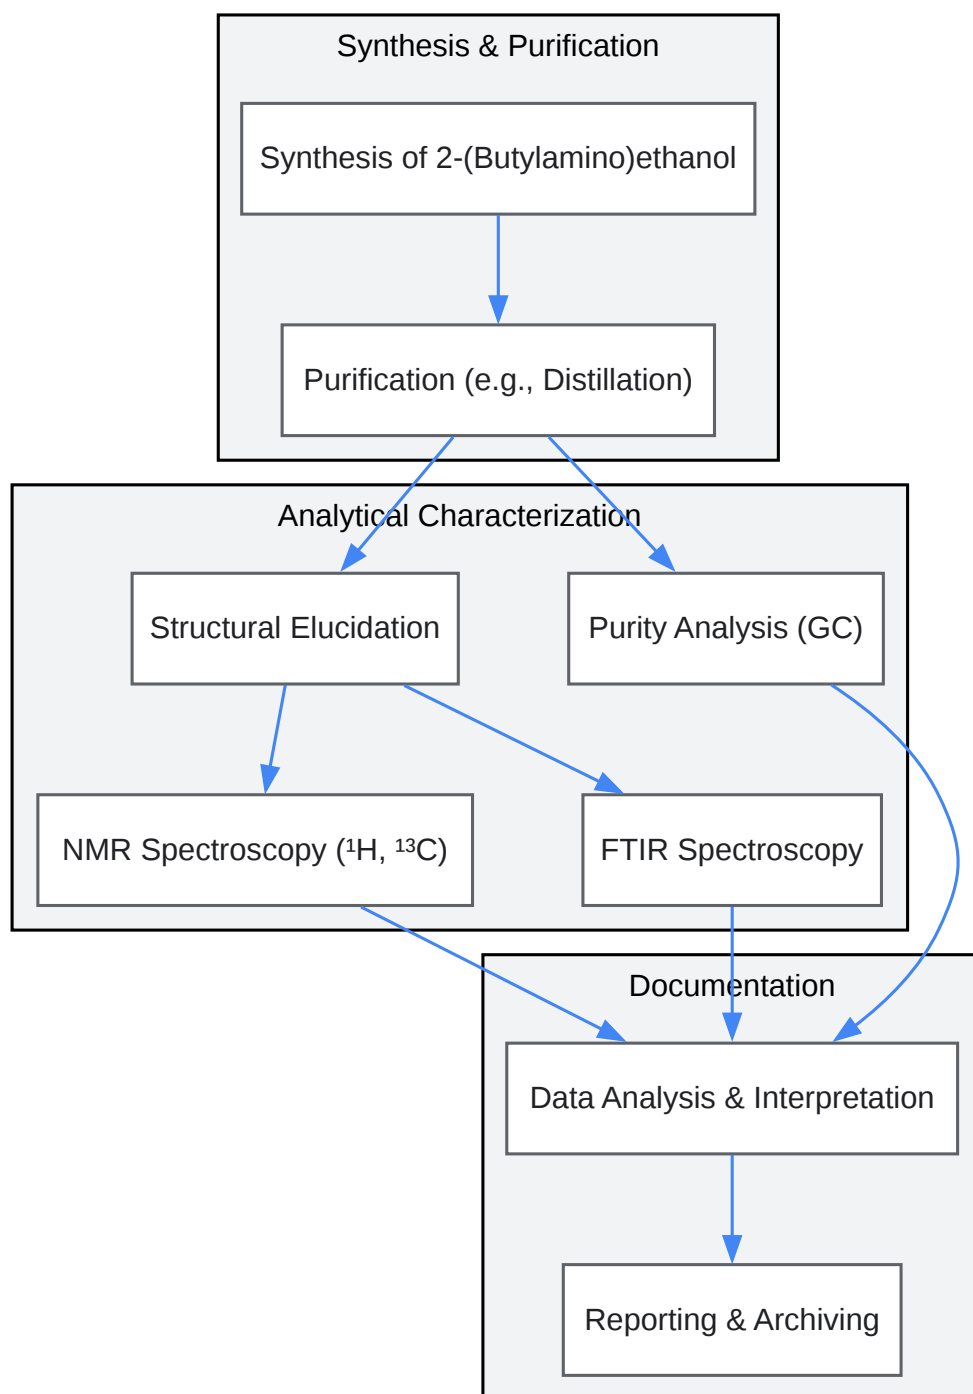 Synthesis & Purification
Synthesis of 2-(Butylamino)ethanol
Purification (e.g., Distillation)
Analytical Characterization
Structural Elucidation
Purity Analysis (GC)
NMR Spectroscopy (¹H, ¹³C)
FTIR Spectroscopy
Documentation
Data Analysis & Interpretation
Reporting & Archiving